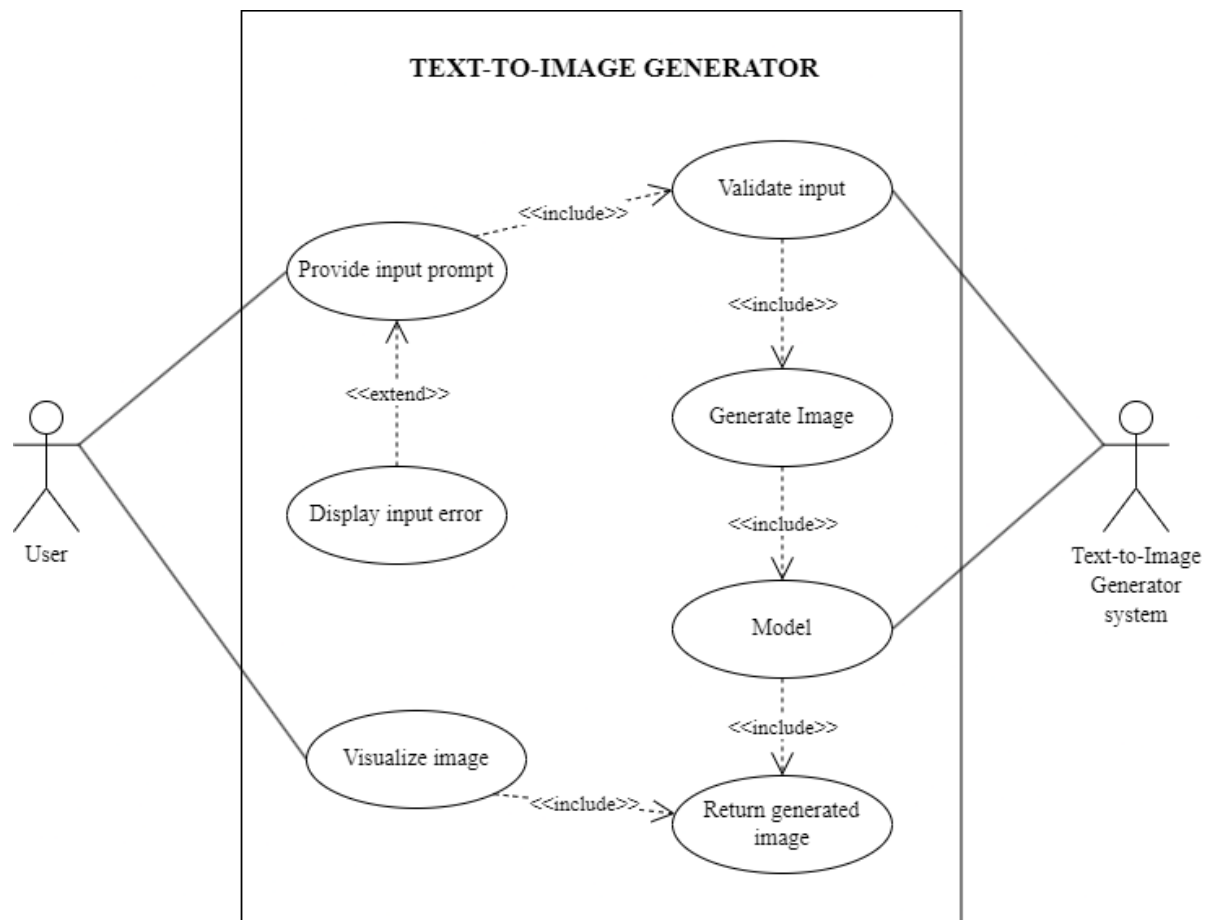 TEXT-TO-IMAGE GENERATOR
Validate input
<<include>>
Provide input prompt
<<include>>
<<extend>>
Generate Image
Display input error
<<include>>
User
Text-to-Image
Generator
system
Model
<<include>>
Visualize image
<<include>>
Return generated
image